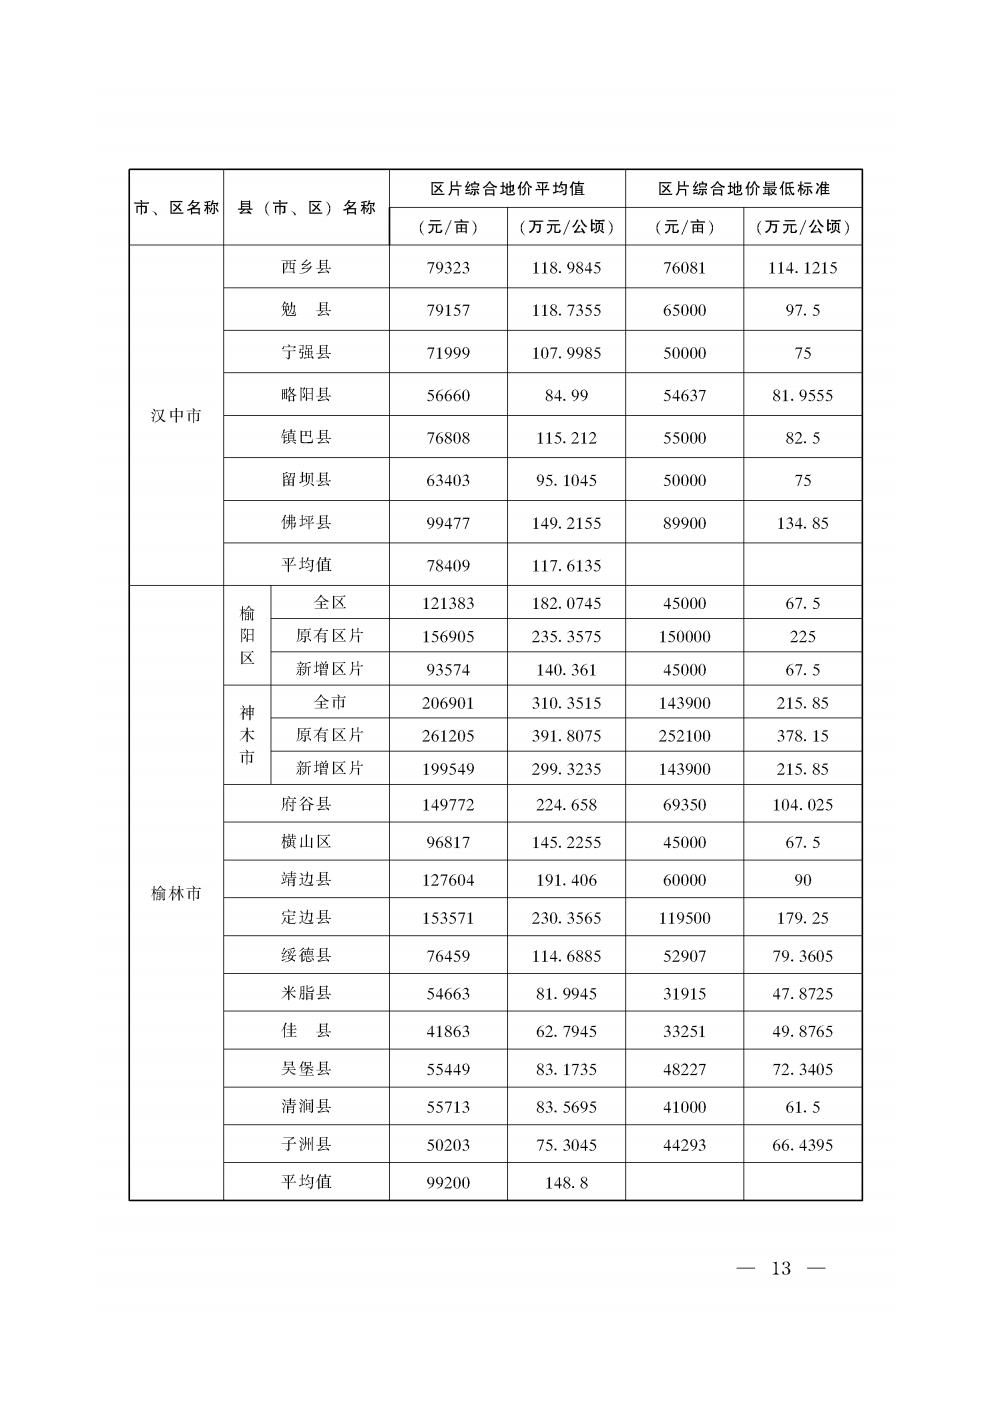 市、区名称 县（市、区）名称 区片综合地价平均值 区片综合地价最低标准
(元/亩) (万元/公顷) (元/亩) (万元/公顷)
汉中市
西乡县 79323 118.9845 76081 114.1215
勉 县 79157 118.7355 65000 97.5
宁强县 71999 107.9985 50000 75
略阳县 56660 84.99 54637 81.9555
镇巴县 76808 115.212 55000 82.5
留坝县 63403 95.1045 50000 75
佛坪县 99477 149.2155 89900 134.85
平均值 78409 117.6135
榆林市
榆阳区
全区 121383 182.0745 45000 67.5
原有区片 156905 235.3575 150000 225
新增区片 93574 140.361 45000 67.5
神木市
全市 206901 310.3515 143900 215.85
原有区片 261205 391.8075 252100 378.15
新增区片 199549 299.3235 143900 215.85
府谷县 149772 224.658 69350 104.025
横山区 96817 145.2255 45000 67.5
靖边县 127604 191.406 60000 90
定边县 153571 230.3565 119500 179.25
绥德县 76459 114.6885 52907 79.3605
米脂县 54663 81.9945 31915 47.8725
佳 县 41863 62.7945 33251 49.8765
吴堡县 55449 83.1735 48227 72.3405
清涧县 55713 83.5695 41000 61.5
子洲县 50203 75.3045 44293 66.4395
平均值 99200 148.8
— 13 —